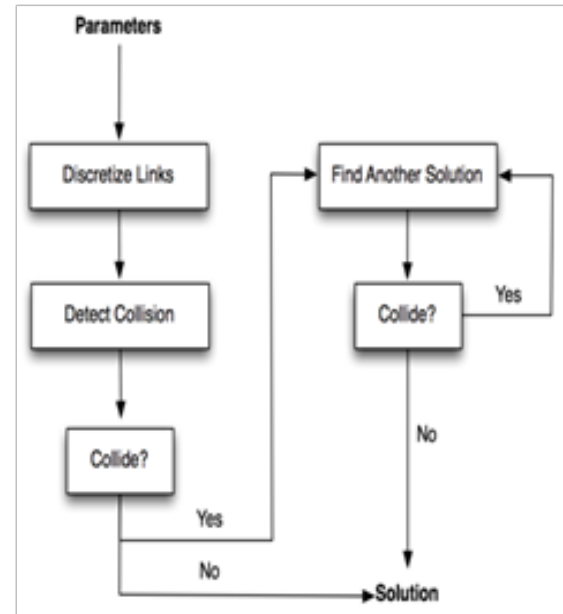 Parameters
Discretize Links
Detect Collision
Collide?
Yes
No
Find Another Solution
Collide?
Yes
No
Solution